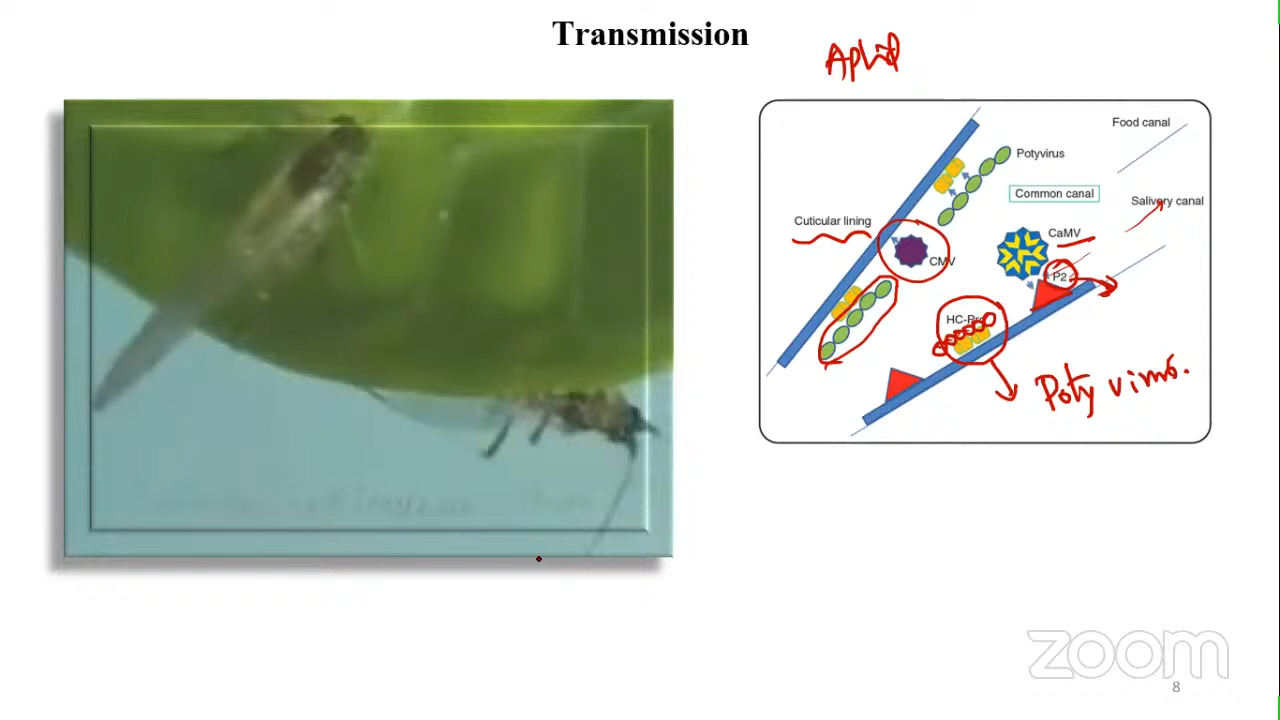 Transmission
Aphid
Food canal
Potyvirus
Common canal
Salivery canal
Cuticular lining
CaMV
CMV
P2
HC-Pro
Poty virus.
zoom
8